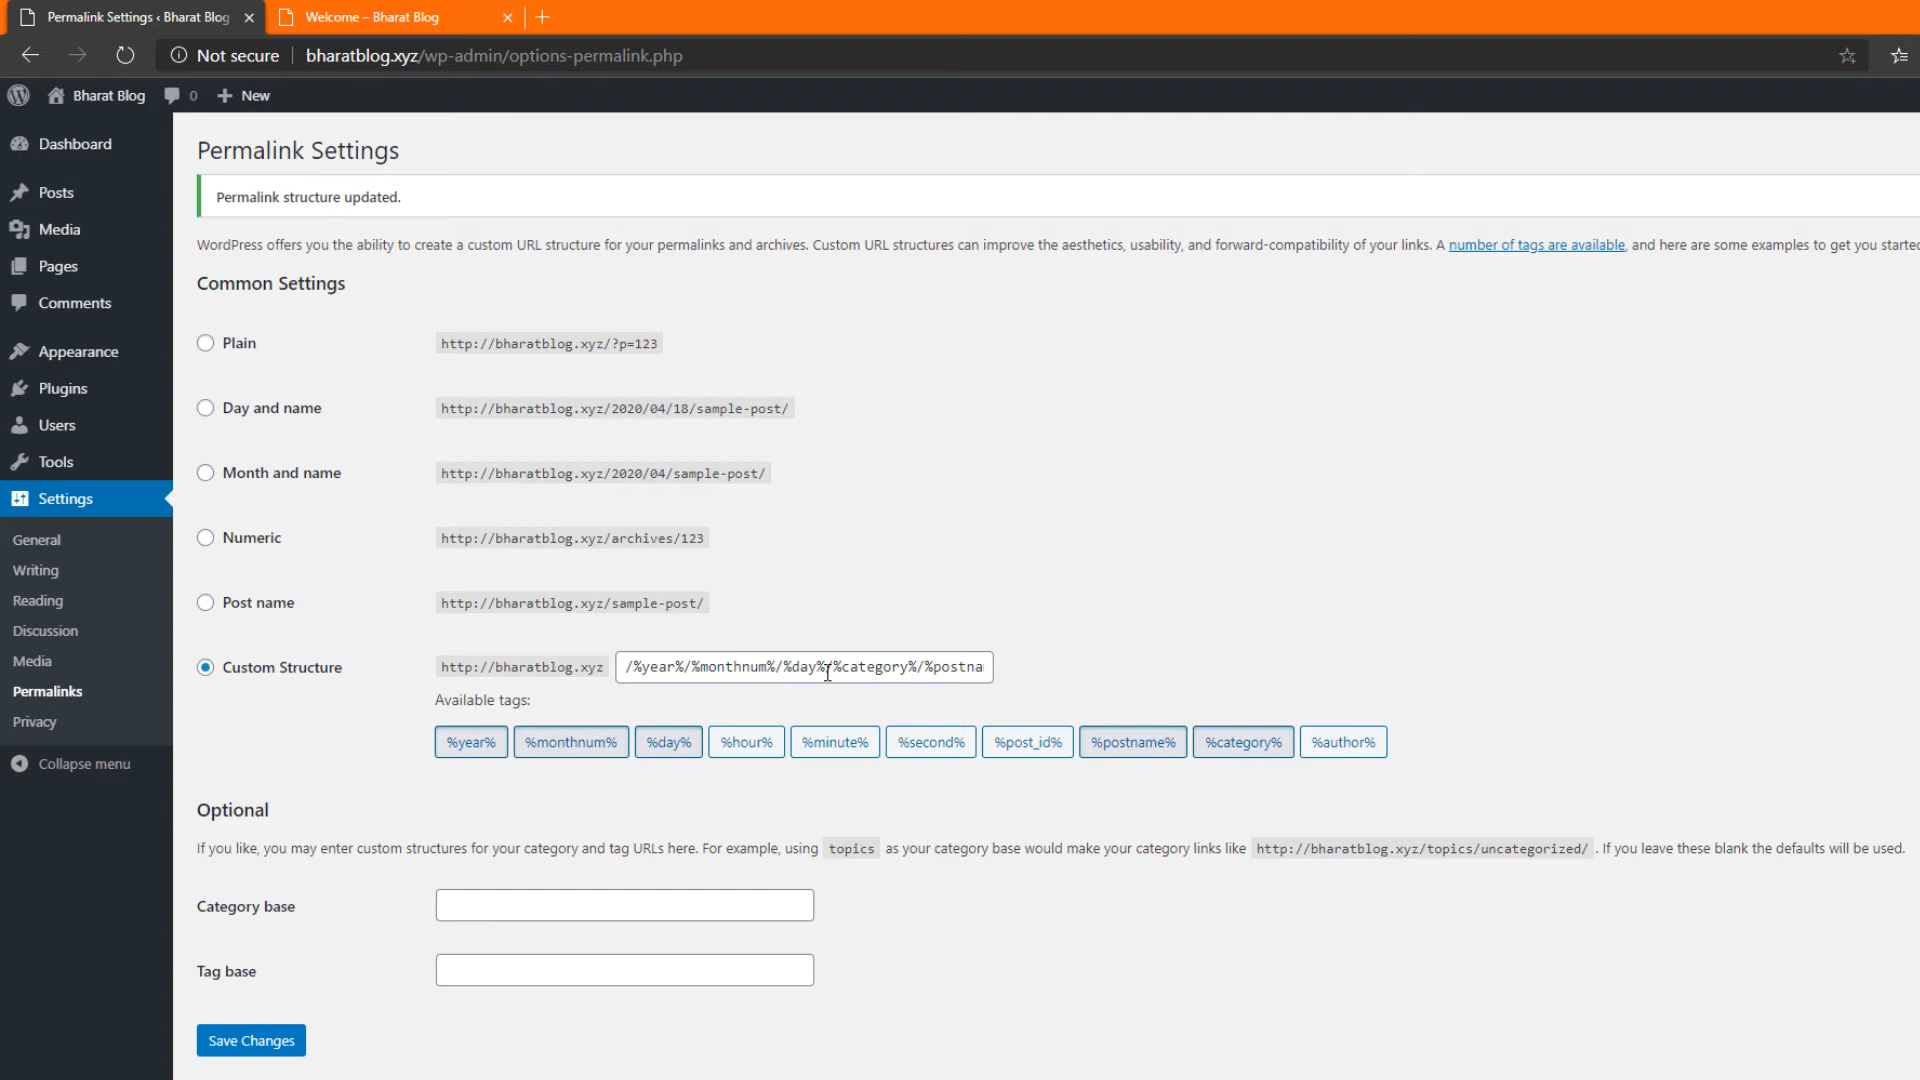 Permalink Settings ‹ Bharat Blog
Welcome – Bharat Blog
Not secure
bharatblog.xyz/wp-admin/options-permalink.php
Bharat Blog
0
New
Dashboard
Posts
Media
Pages
Comments
Appearance
Plugins
Users
Tools
Settings
General
Writing
Reading
Discussion
Media
Permalinks
Privacy
Collapse menu
Permalink Settings
Permalink structure updated.
WordPress offers you the ability to create a custom URL structure for your permalinks and archives. Custom URL structures can improve the aesthetics, usability, and forward-compatibility of your links. A number of tags are available, and here are some examples to get you started
Common Settings
Plain http://bharatblog.xyz/?p=123
Day and name http://bharatblog.xyz/2020/04/18/sample-post/
Month and name http://bharatblog.xyz/2020/04/sample-post/
Numeric http://bharatblog.xyz/archives/123
Post name http://bharatblog.xyz/sample-post/
Custom Structure http://bharatblog.xyz /%year%/%monthnum%/%day%/%category%/%postna
Available tags:
%year% %monthnum% %day% %hour% %minute% %second% %post_id% %postname% %category% %author%
Optional
If you like, you may enter custom structures for your category and tag URLs here. For example, using topics as your category base would make your category links like http://bharatblog.xyz/topics/uncategorized/ . If you leave these blank the defaults will be used.
Category base
Tag base
Save Changes